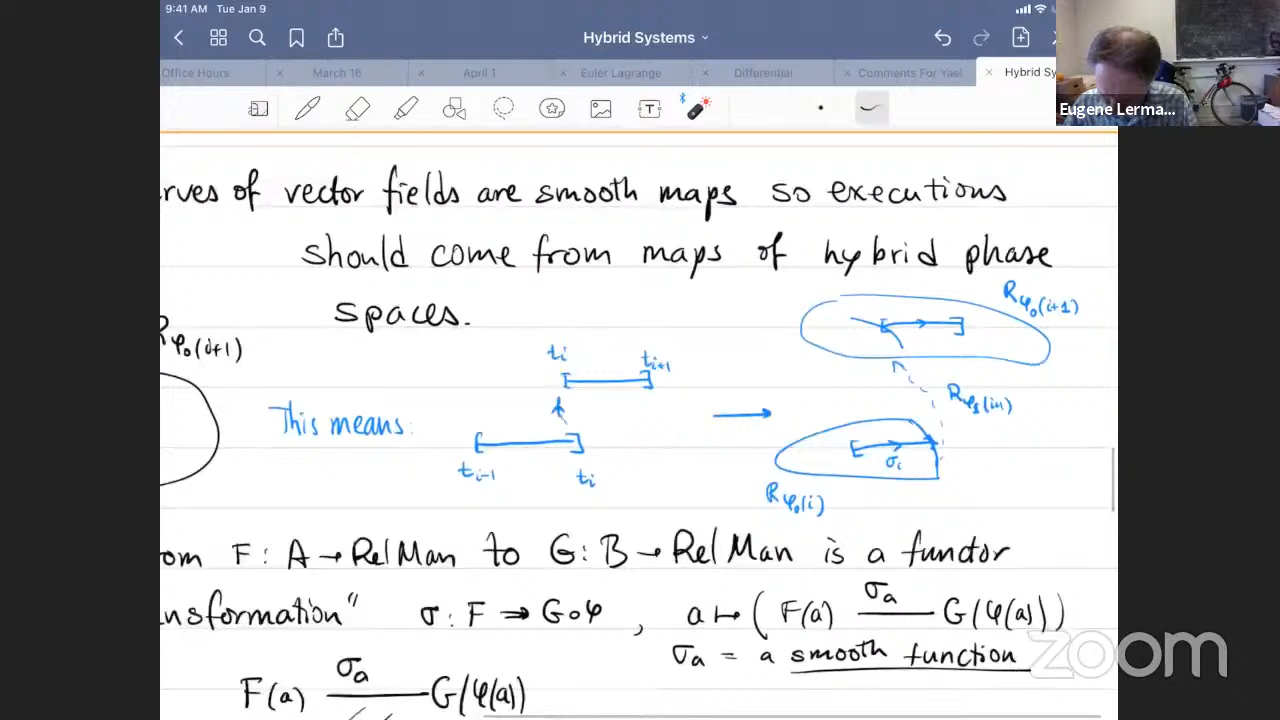 9:41 AM Tue Jan 9
Hybrid Systems
Office Hours
March 16
April 1
Euler Lagrange
Differential
Comments For Yael
Hybrid Sy
Eugene Lerma...
rves of vector fields are smooth maps so executions
should come from maps of hybrid phase
spaces.
Rφ₀(i+1)
Rφ₀(i+1)
tᵢ
tᵢ₊₁
This means:
tᵢ₋₁
tᵢ
σᵢ
Rφ₀(i)
om F : A → RelMan to G : B → RelMan is a functor
nsformation" σ : F ⇒ G∘φ , a ↦ ( F(a) σₐ G(φ(a)) )
σₐ = a smooth function
F(a) σₐ G(φ(a))
zoom